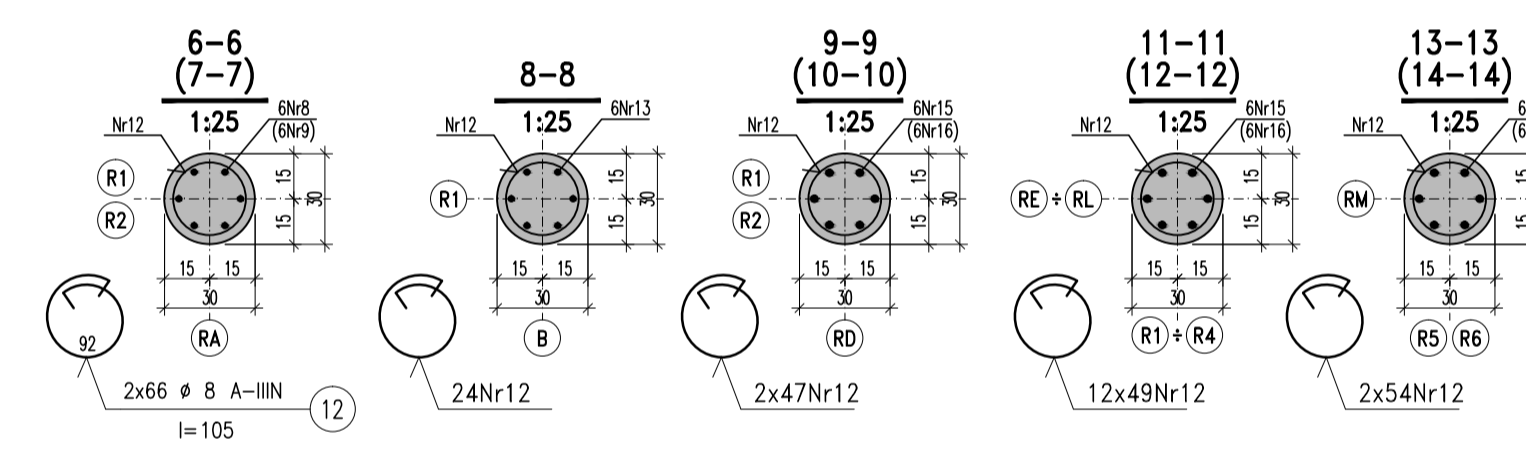 6-6
(7-7)
1:25
Nr12
6Nr8
(6Nr9)
R1
R2
15
15
30
15 15
30
RA
92
2x66 ø 8 A-IIIN
12
l=105
8-8
1:25
Nr12
6Nr13
R1
15
15
30
15 15
30
B
24Nr12
9-9
(10-10)
1:25
Nr12
6Nr15
(6Nr16)
R1
R2
15
15
30
15 15
30
RD
2x47Nr12
11-11
(12-12)
1:25
Nr12
6Nr15
(6Nr16)
RE ÷ RL
15
15
30
15 15
30
R1 ÷ R4
12x49Nr12
13-13
(14-14)
1:25
Nr12
6
(6
RM
15
15
15 15
30
R5 R6
2x54Nr12